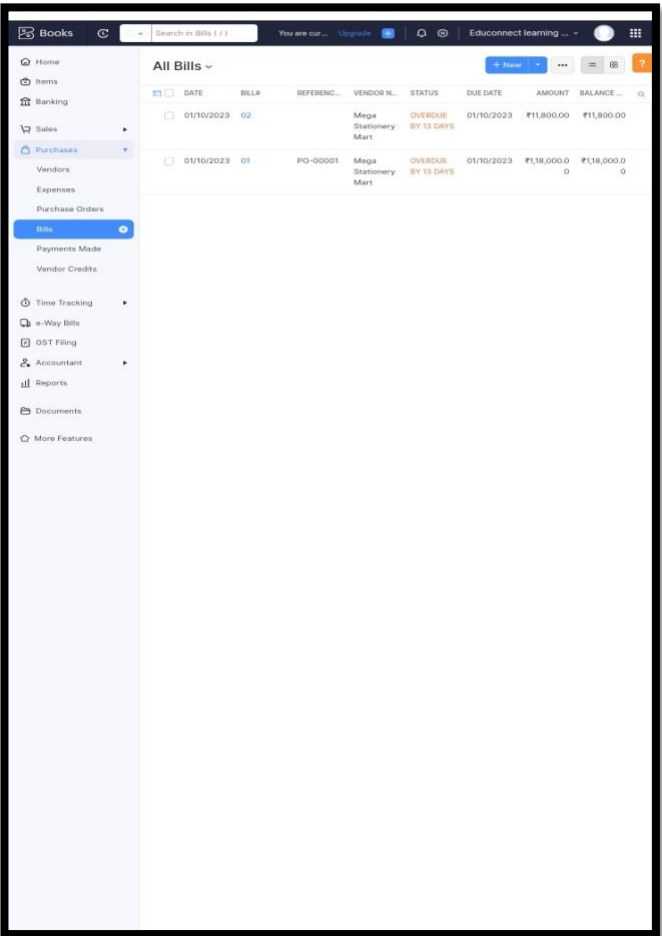 Books
Search in Bills ( / )
You are cur... Upgrade
Educonnect learning ...
Home
Items
Banking
Sales
Purchases
Vendors
Expenses
Purchase Orders
Bills
Payments Made
Vendor Credits
Time Tracking
e-Way Bills
GST Filing
Accountant
Reports
Documents
More Features
All Bills
+ New
?
DATE BILL# REFERENC... VENDOR N... STATUS DUE DATE AMOUNT BALANCE ...
01/10/2023 02 Mega OVERDUE 01/10/2023 ₹11,800.00 ₹11,800.00
Stationery BY 13 DAYS
Mart
01/10/2023 01 PO-00001 Mega OVERDUE 01/10/2023 ₹1,18,000.0 ₹1,18,000.0
Stationery BY 13 DAYS 0 0
Mart